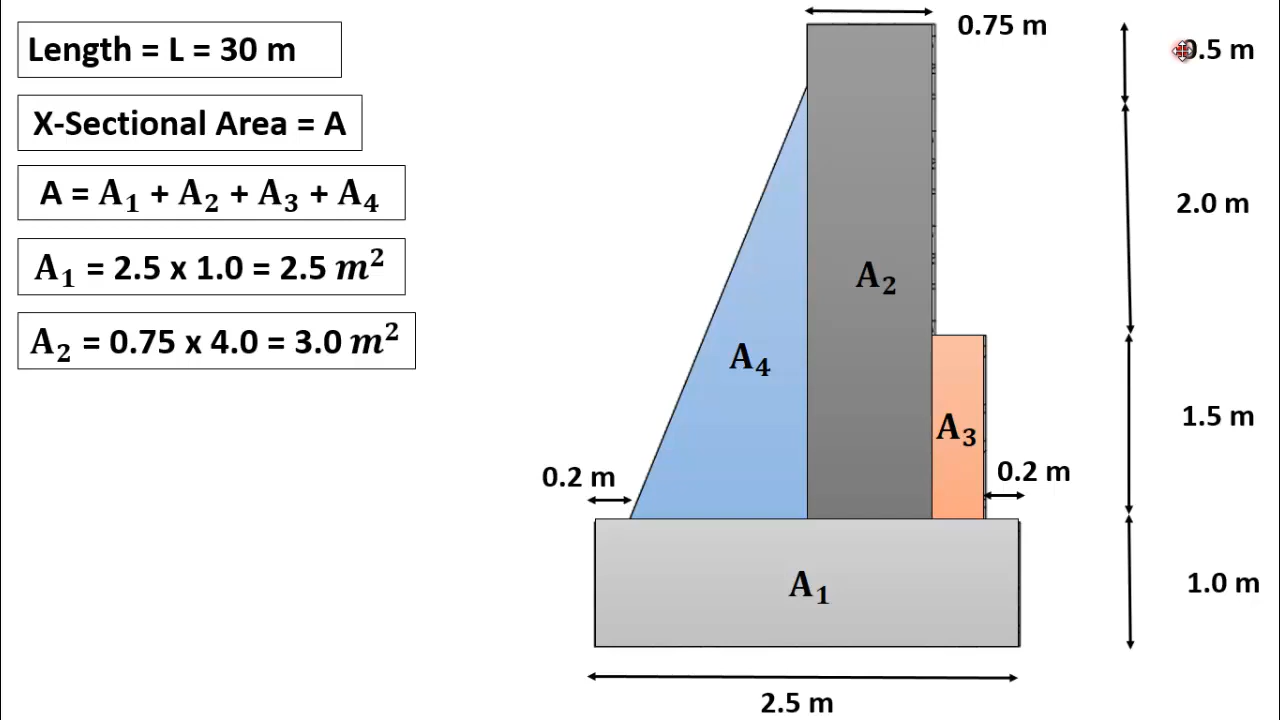 Length = L = 30 m
X-Sectional Area = A
A = A₁ + A₂ + A₃ + A₄
A₁ = 2.5 x 1.0 = 2.5 m²
A₂ = 0.75 x 4.0 = 3.0 m²
0.75 m
0.5 m
2.0 m
A₂
A₄
1.5 m
A₃
0.2 m
0.2 m
A₁
1.0 m
2.5 m